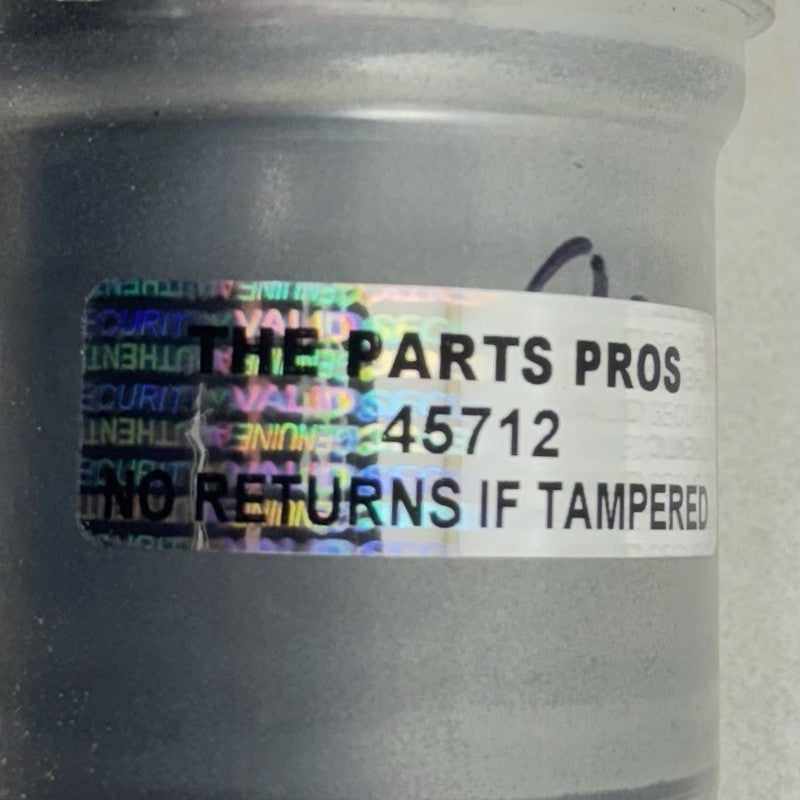 THE PARTS PROS
45712
NO RETURNS IF TAMPERED